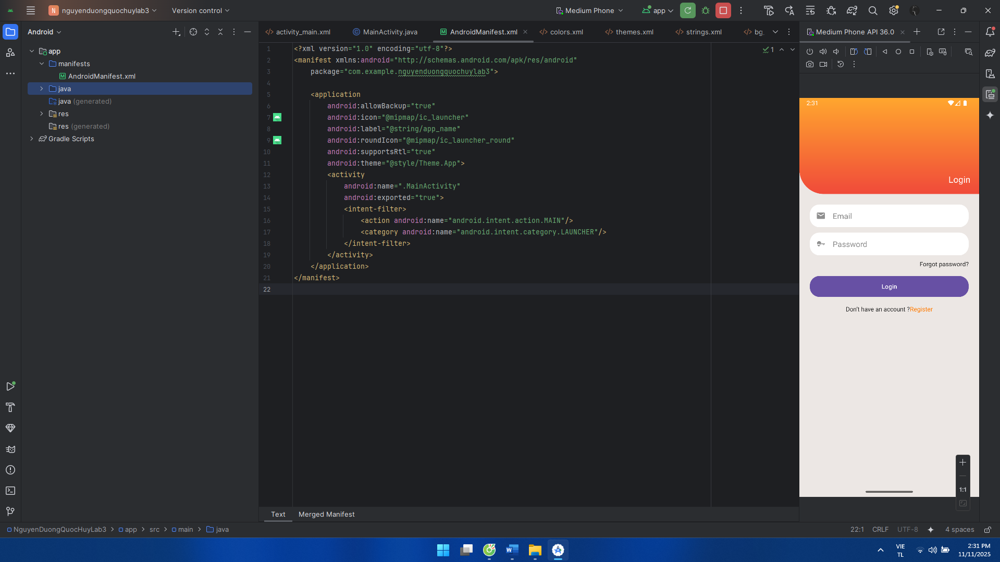 N nguyenduongquochuylab3 Version control Medium Phone app
Android
app
manifests
AndroidManifest.xml
java
java (generated)
res
res (generated)
Gradle Scripts
activity_main.xml MainActivity.java AndroidManifest.xml colors.xml themes.xml strings.xml bg_
1 <?xml version="1.0" encoding="utf-8"?>
2 <manifest xmlns:android="http://schemas.android.com/apk/res/android"
3 package="com.example.nguyenduongquochuylab3">
4
5 <application
6 android:allowBackup="true"
7 android:icon="@mipmap/ic_launcher"
8 android:label="@string/app_name"
9 android:roundIcon="@mipmap/ic_launcher_round"
10 android:supportsRtl="true"
11 android:theme="@style/Theme.App">
12 <activity
13 android:name=".MainActivity"
14 android:exported="true">
15 <intent-filter>
16 <action android:name="android.intent.action.MAIN"/>
17 <category android:name="android.intent.category.LAUNCHER"/>
18 </intent-filter>
19 </activity>
20 </application>
21 </manifest>
22
1
Text Merged Manifest
Medium Phone API 36.0
2:31
Login
Email
Password
Forgot password?
Login
Don't have an account ?Register
1:1
NguyenDuongQuocHuyLab3 > app > src > main > java
22:1 CRLF UTF-8 4 spaces
VIE
TL
2:31 PM
11/11/2025